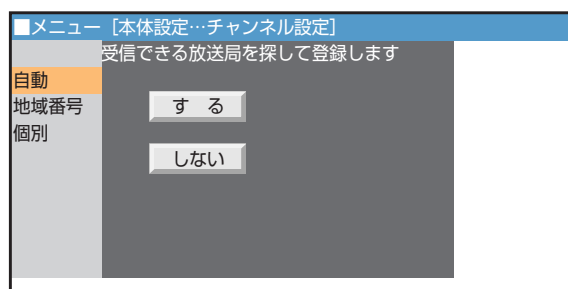 ■メニュー [本体設定…チャンネル設定]
受信できる放送局を探して登録します
自動
地域番号
個別
す る
しない